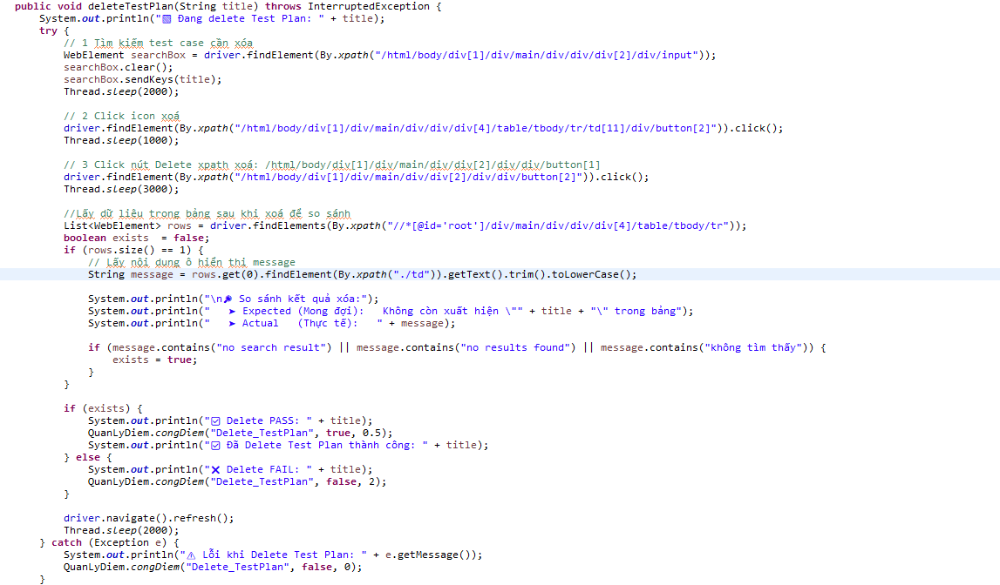 public void deleteTestPlan(String title) throws InterruptedException {
    System.out.println("▧ Đang delete Test Plan: " + title);
    try {
        // 1 Tìm kiếm test case cần xóa
        WebElement searchBox = driver.findElement(By.xpath("/html/body/div[1]/div/main/div/div/div[2]/div/input"));
        searchBox.clear();
        searchBox.sendKeys(title);
        Thread.sleep(2000);

        // 2 Click icon xoá
        driver.findElement(By.xpath("/html/body/div[1]/div/main/div/div/div[4]/table/tbody/tr/td[11]/div/button[2]")).click();
        Thread.sleep(1000);

        // 3 Click nút Delete xpath xoá: /html/body/div[1]/div/main/div/div[2]/div/div/button[1]
        driver.findElement(By.xpath("/html/body/div[1]/div/main/div/div[2]/div/div/button[2]")).click();
        Thread.sleep(3000);

        //Lấy dữ liệu trong bảng sau khi xoá để so sánh
        List<WebElement> rows = driver.findElements(By.xpath("//*[@id='root']/div/main/div/div/div[4]/table/tbody/tr"));
        boolean exists  = false;
        if (rows.size() == 1) {
            // Lấy nội dung ô hiển thị message
            String message = rows.get(0).findElement(By.xpath("./td")).getText().trim().toLowerCase();

            System.out.println("\n🔎 So sánh kết quả xóa:");
            System.out.println("   ➤ Expected (Mong đợi):   Không còn xuất hiện \"" + title + "\" trong bảng");
            System.out.println("   ➤ Actual   (Thực tế):   " + message);

            if (message.contains("no search result") || message.contains("no results found") || message.contains("không tìm thấy")) {
                exists = true;
            }
        }

        if (exists) {
            System.out.println("☑ Delete PASS: " + title);
            QuanLyDiem.congDiem("Delete_TestPlan", true, 0.5);
            System.out.println("☑ Đã Delete Test Plan thành công: " + title);
        } else {
            System.out.println("❌ Delete FAIL: " + title);
            QuanLyDiem.congDiem("Delete_TestPlan", false, 2);
        }

        driver.navigate().refresh();
        Thread.sleep(2000);
    } catch (Exception e) {
        System.out.println("⚠ Lỗi khi Delete Test Plan: " + e.getMessage());
        QuanLyDiem.congDiem("Delete_TestPlan", false, 0);
    }